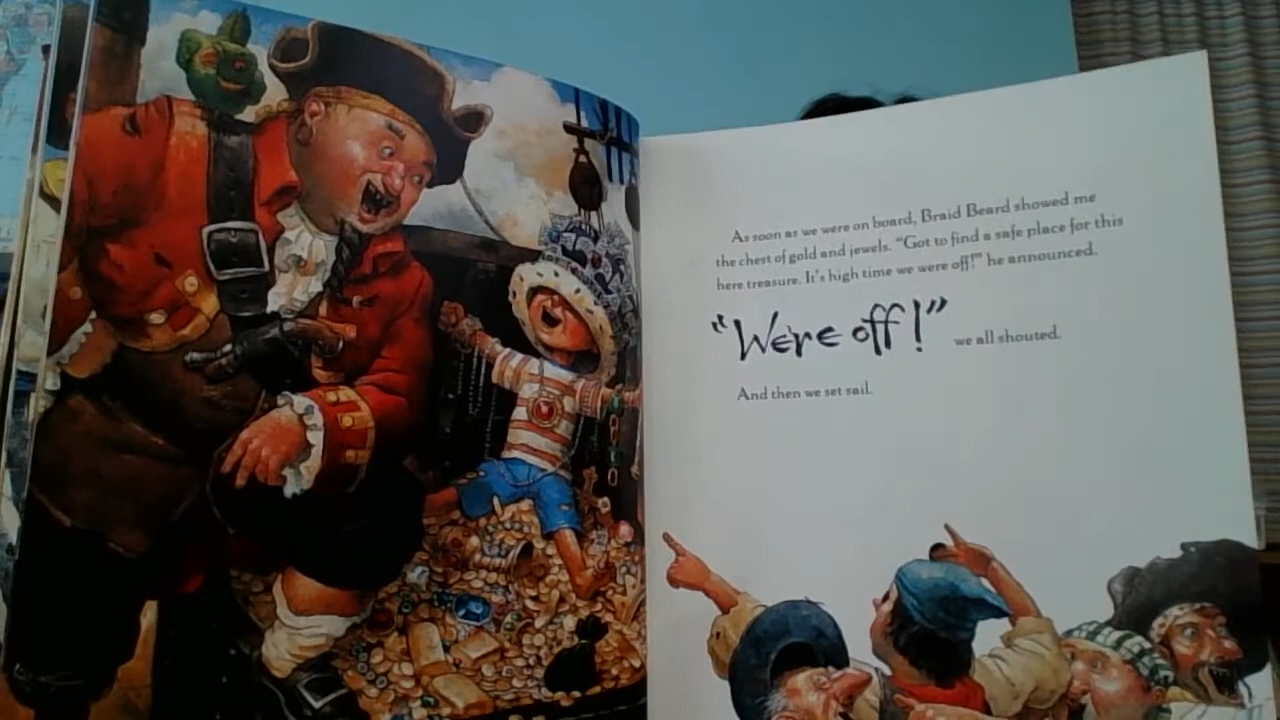 As soon as we were on board, Braid Beard showed me
the chest of gold and jewels. “Got to find a safe place for this
here treasure. It’s high time we were off!” he announced.
“We’re off!” we all shouted.
And then we set sail.